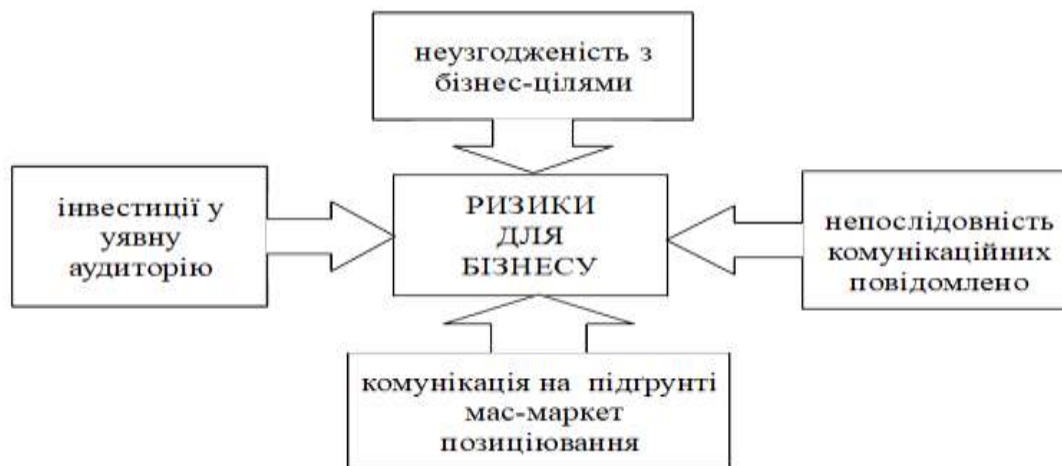 неузгодженість з
бізнес-цілями
інвестиції у
уявну
аудиторію
РИЗИКИ
ДЛЯ
БІЗНЕСУ
непослідовність
комунікаційних
повідомлено
комунікація на підґрунті
мас-маркет
позиціювання